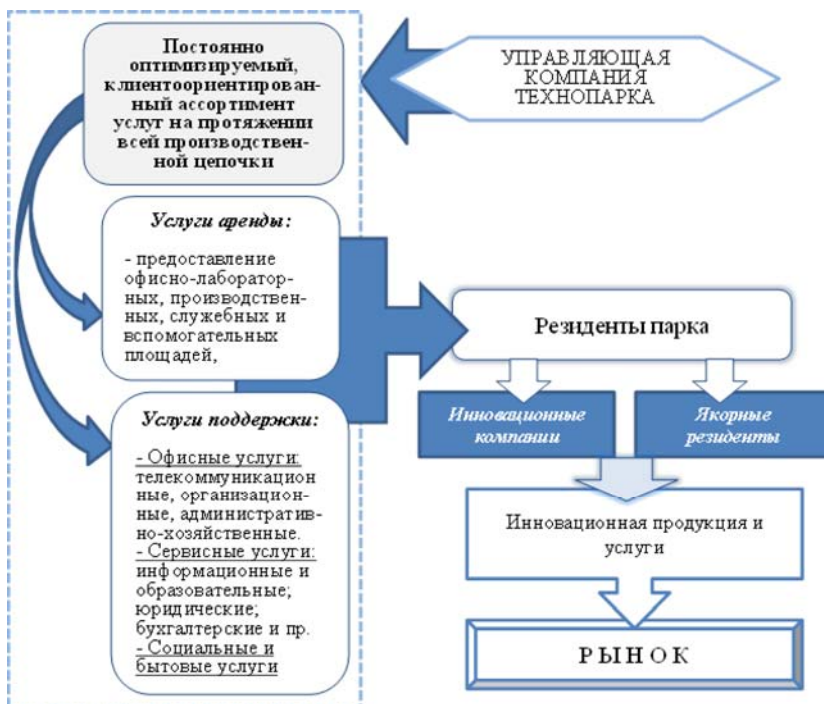 Постоянно
оптимизируемый,
клиентоориентирован-
ный ассортимент
услуг на протяжении
всей производствен-
ной цепочки
УПРАВЛЯЮЩАЯ
КОМПАНИЯ
ТЕХНОПАРКА
Услуги аренды:
- предоставление
офисно-лаборатор-
ных, производствен-
ных, служебных и
вспомогательных
площадей,
Услуги поддержки:
- Офисные услуги:
телекоммуникацион
ные, организацион-
ные, административ-
но-хозяйственные.
- Сервисные услуги:
информационные и
образовательные;
юридические;
бухгалтерские и пр.
- Социальные и
бытовые услуги
Резиденты парка
Инновационные
компании
Якорные
резиденты
Инновационная продукция и
услуги
РЫНОК